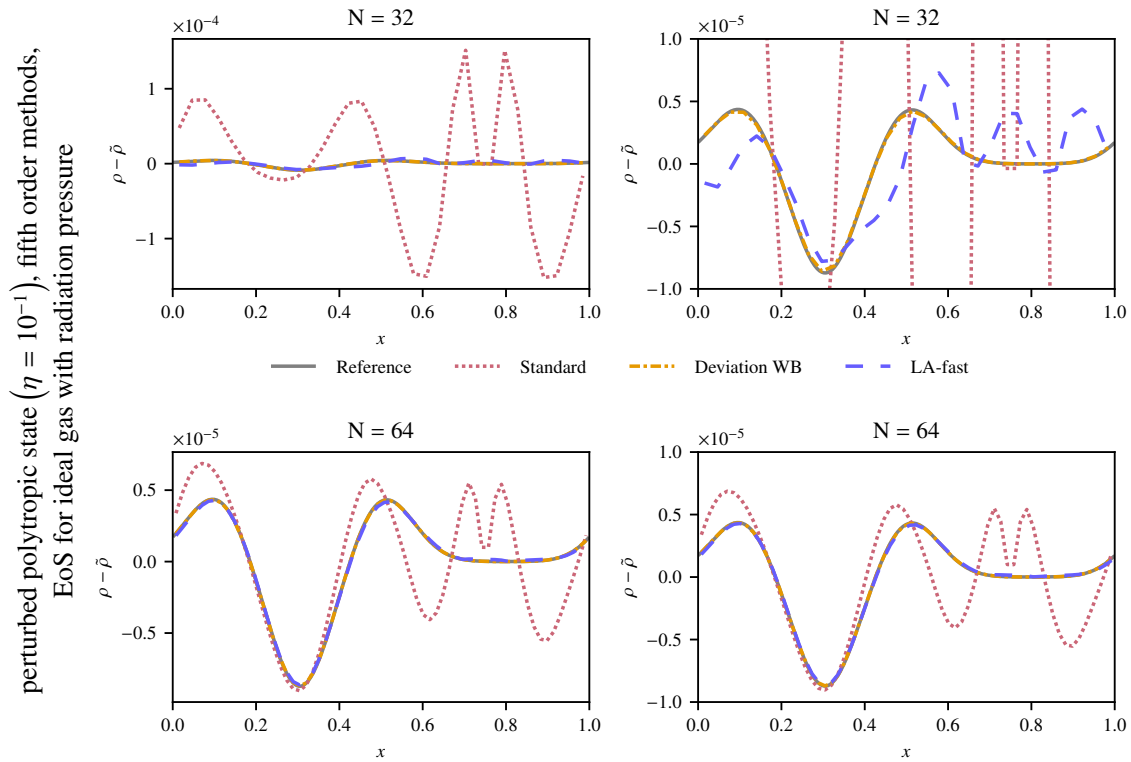 perturbed polytropic state (η = 10⁻¹), fifth order methods,
EoS for ideal gas with radiation pressure
×10⁻⁴
N = 32
1
0
−1
ρ − ρ̃
0.0 0.2 0.4 0.6 0.8 1.0
x
×10⁻⁵
N = 32
1.0
0.5
0.0
−0.5
−1.0
ρ − ρ̃
0.0 0.2 0.4 0.6 0.8 1.0
x
Reference Standard Deviation WB LA-fast
×10⁻⁵
N = 64
0.5
0.0
−0.5
ρ − ρ̃
0.0 0.2 0.4 0.6 0.8 1.0
x
×10⁻⁵
N = 64
1.0
0.5
0.0
−0.5
−1.0
ρ − ρ̃
0.0 0.2 0.4 0.6 0.8 1.0
x